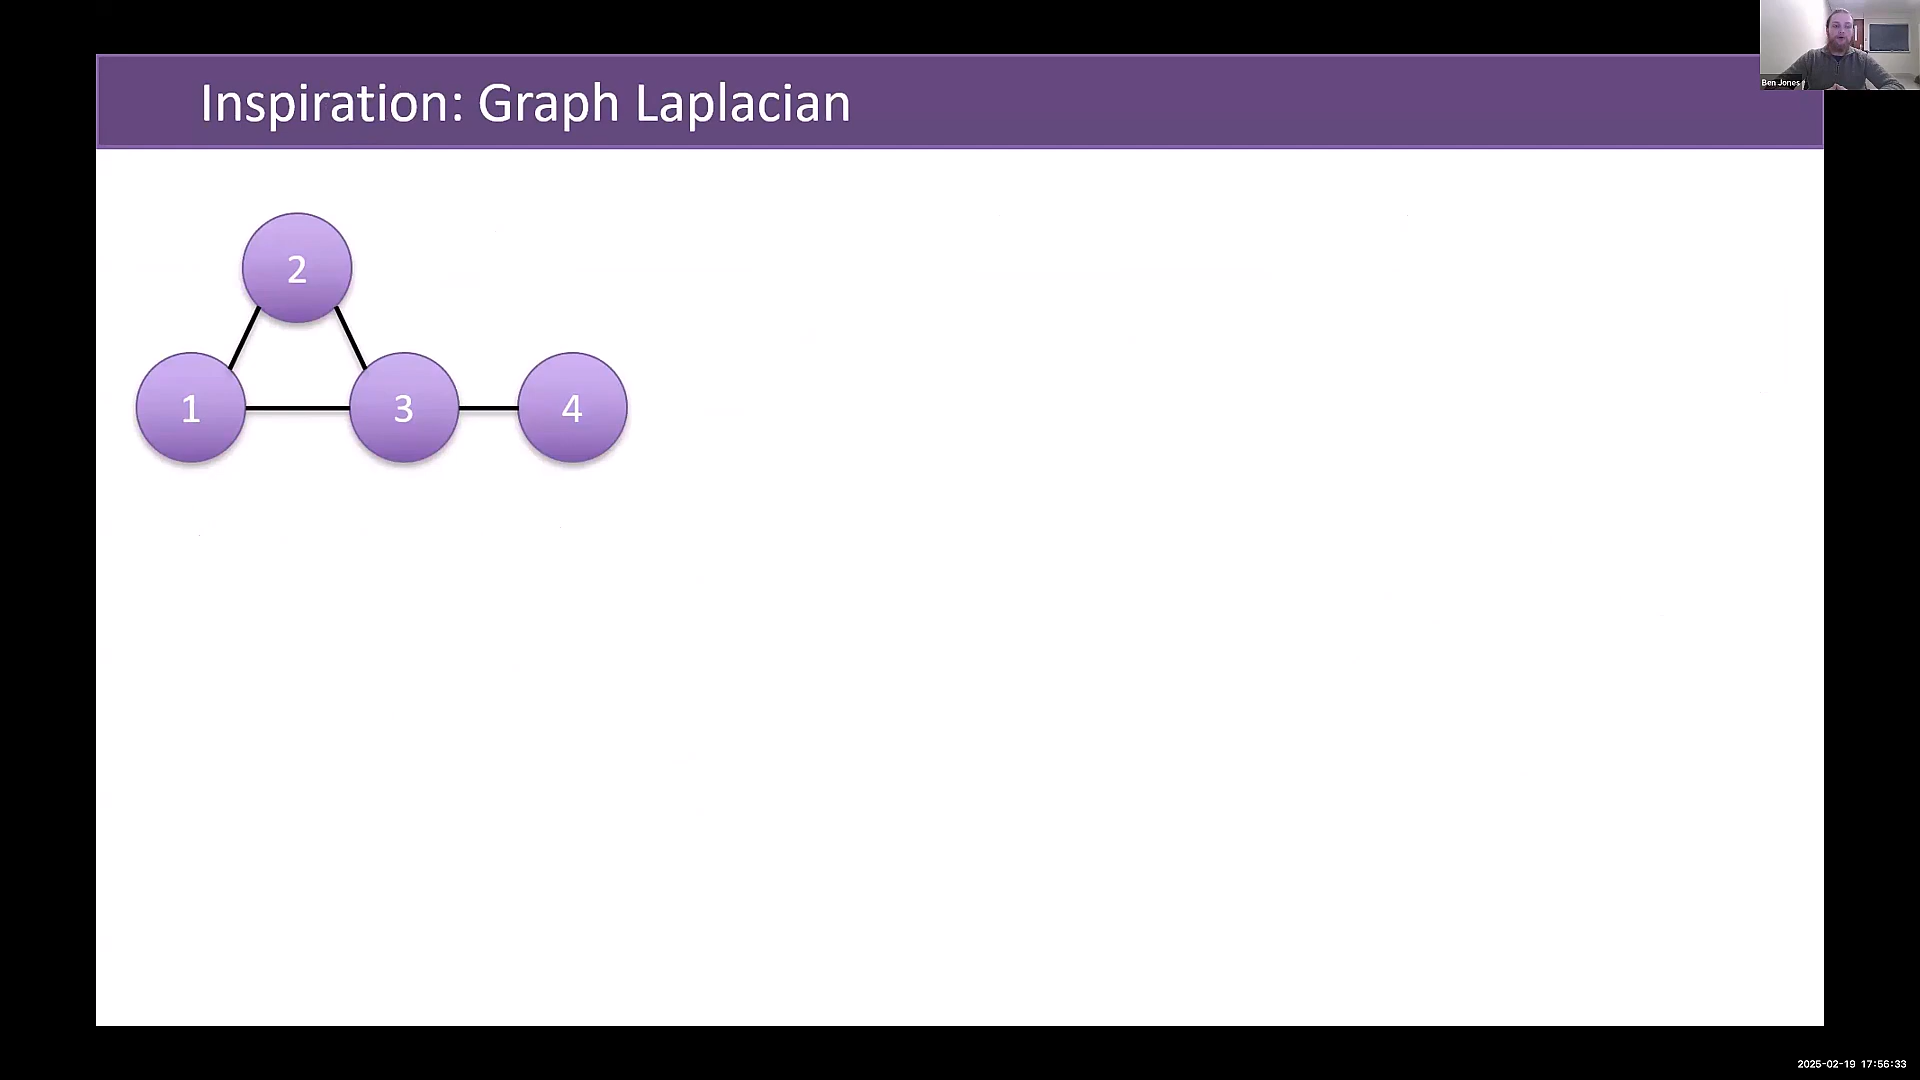 Inspiration: Graph Laplacian
Ben Jones
2
1
3
4
2025-02-19 17:56:33